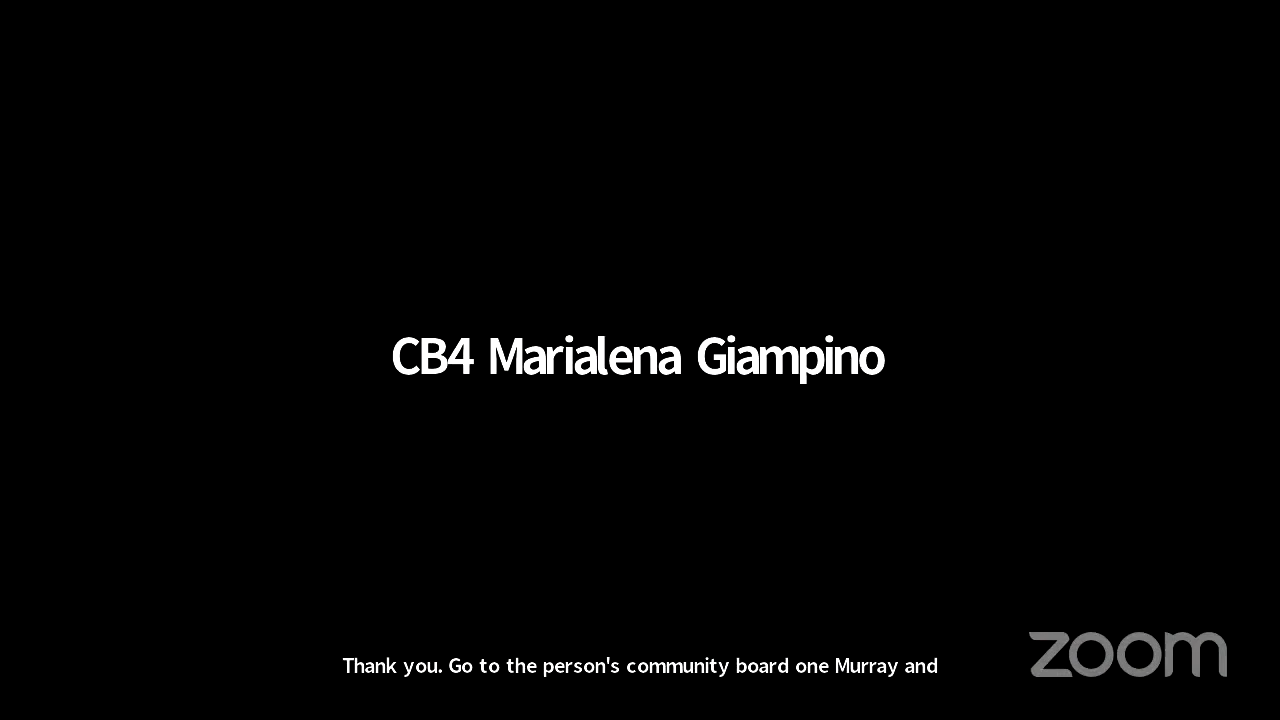 CB4 Marialena Giampino
Thank you. Go to the person's community board one Murray and
zoom